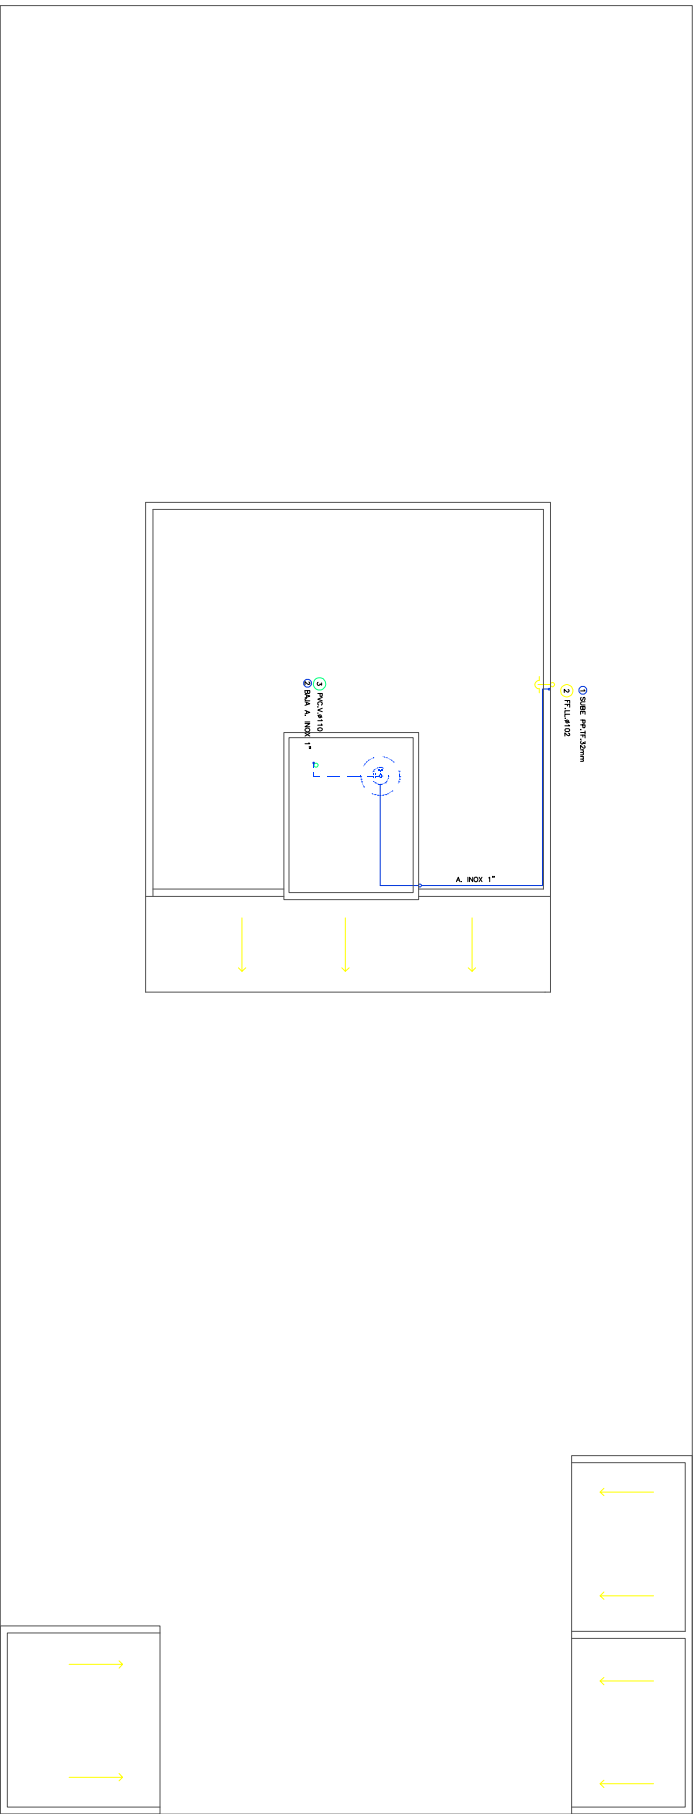 ① SUBE PP.TF.32mm
② FF.LL.ø102
③ PVC.V.ø110
② BAJA A. INOX 1"
A. INOX 1"